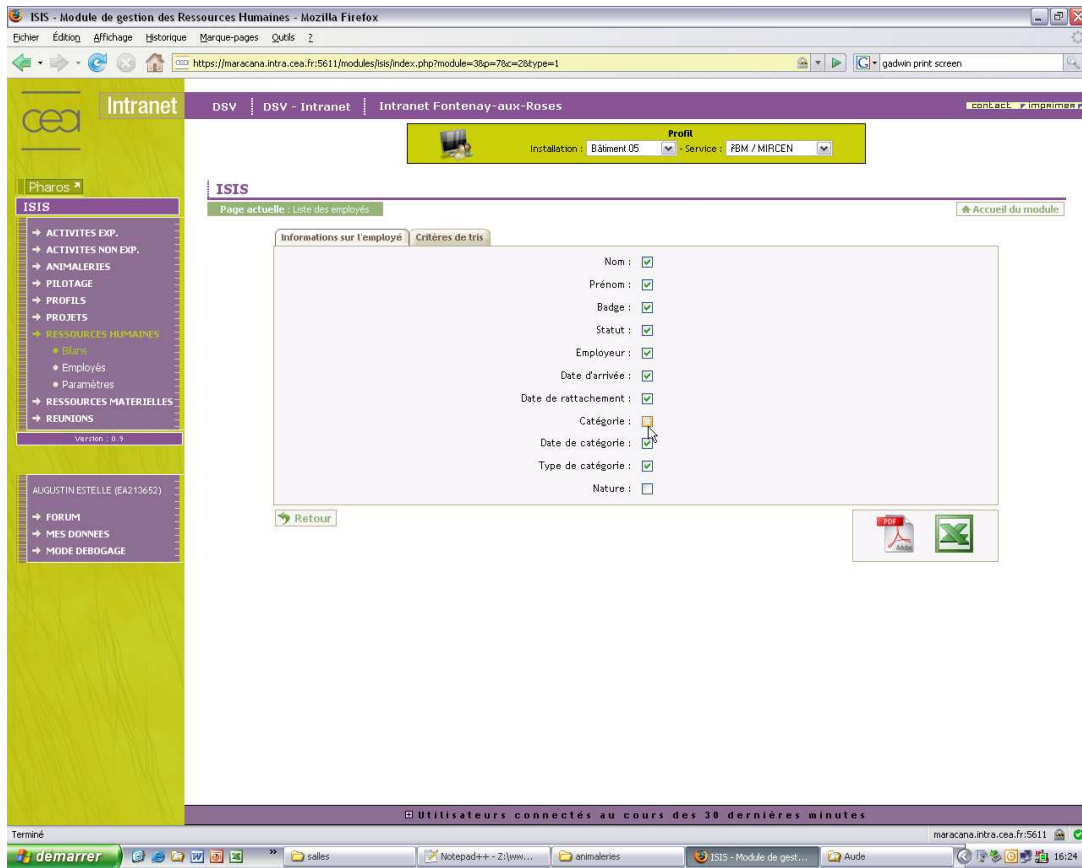 ISIS - Module de gestion des Ressources Humaines - Mozilla Firefox
Fichier Édition Affichage Historique Marque-pages Outils ?
https://maracana.intra.cea.fr:5611/modules/isis/index.php?module=3&p=7&c=2&type=1
G gadwin print screen
cea Intranet
DSV DSV - Intranet Intranet Fontenay-aux-Roses
contact imprimer
Profil
Installation : Bâtiment 05 - Service : /BM / MIRCEN
Pharos
ISIS
ISIS
Page actuelle : Liste des employés
Accueil du module
ACTIVITES EXP.
ACTIVITES NON EXP.
ANIMALERIES
PILOTAGE
PROFILS
PROJETS
RESSOURCES HUMAINES
Bilans
Employés
Paramètres
RESSOURCES MATERIELLES
REUNIONS
Version : 0.9
AUGUSTIN ESTELLE (EA213652)
FORUM
MES DONNEES
MODE DEBOGAGE
Informations sur l'employé Critères de tris
Nom :
Prénom :
Badge :
Statut :
Employeur :
Date d'arrivée :
Date de rattachement :
Catégorie :
Date de catégorie :
Type de catégorie :
Nature :
Retour
PDF
Adobe
Utilisateurs connectés au cours des 30 dernières minutes
Terminé
maracana.intra.cea.fr:5611
démarrer
salles
Notepad++ - Z:\ww...
animaleries
ISIS - Module de gest...
Aude
16:24